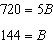 720 = 5B
144 = B